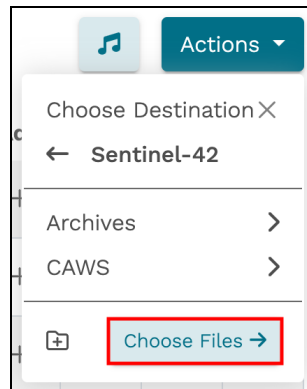 Actions
Choose Destination
Sentinel-42
Archives
CAWS
Choose Files